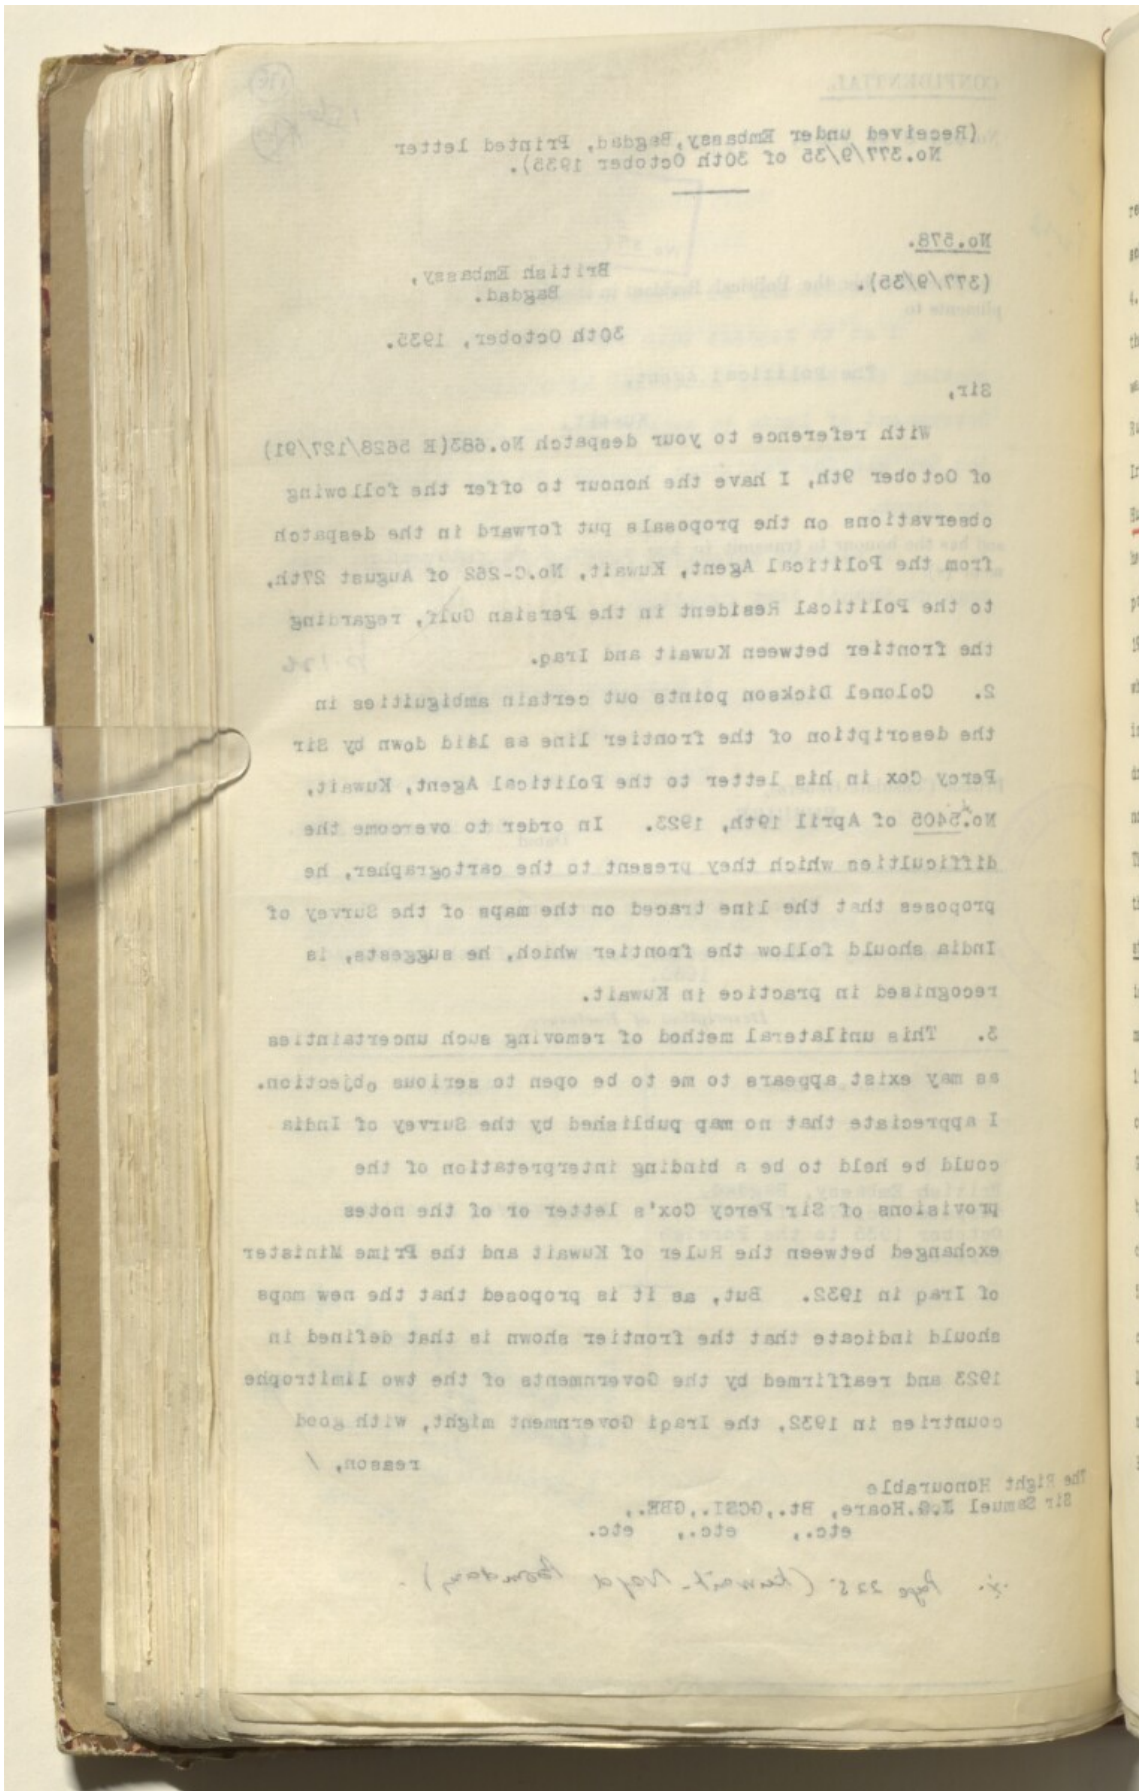 CONFIDENTIAL.
(Received under Embassy, Bagdad, Printed letter
No.377/9/35 of 30th October 1935).
No.578.
(377/9/35).
British Embassy,
Bagdad.
30th October, 1935.
Sir,
With reference to your despatch No.683(E 5628/127/91)
of October 9th, I have the honour to offer the following
observations on the proposals put forward in the despatch
from the Political Agent, Kuwait, No.C-262 of August 27th,
to the Political Resident in the Persian Gulf, regarding
the frontier between Kuwait and Iraq.
2. Colonel Dickson points out certain ambiguities in
the description of the frontier line as laid down by Sir
Percy Cox in his letter to the Political Agent, Kuwait,
No.5405 of April 19th, 1923. In order to overcome the
difficulties which they present to the cartographer, he
proposes that the line traced on the maps of the Survey of
India should follow the frontier which, he suggests, is
recognised in practice in Kuwait.
3. This unilateral method of removing such uncertainties
as may exist appears to me to be open to serious objection.
I appreciate that no map published by the Survey of India
could be held to be a binding interpretation of the
provisions of Sir Percy Cox's letter or of the notes
exchanged between the Ruler of Kuwait and the Prime Minister
of Iraq in 1932. But, as it is proposed that the new maps
should indicate that the frontier shown is that defined in
1923 and reaffirmed by the Governments of the two limitrophe
countries in 1932, the Iraqi Government might, with good
reason, /
The Right Honourable
Sir Samuel J.G.Hoare, Bt.,GCSI.,GBE.,
etc., etc., etc.
x. Page 225 (Kuwait-Najd Boundary).